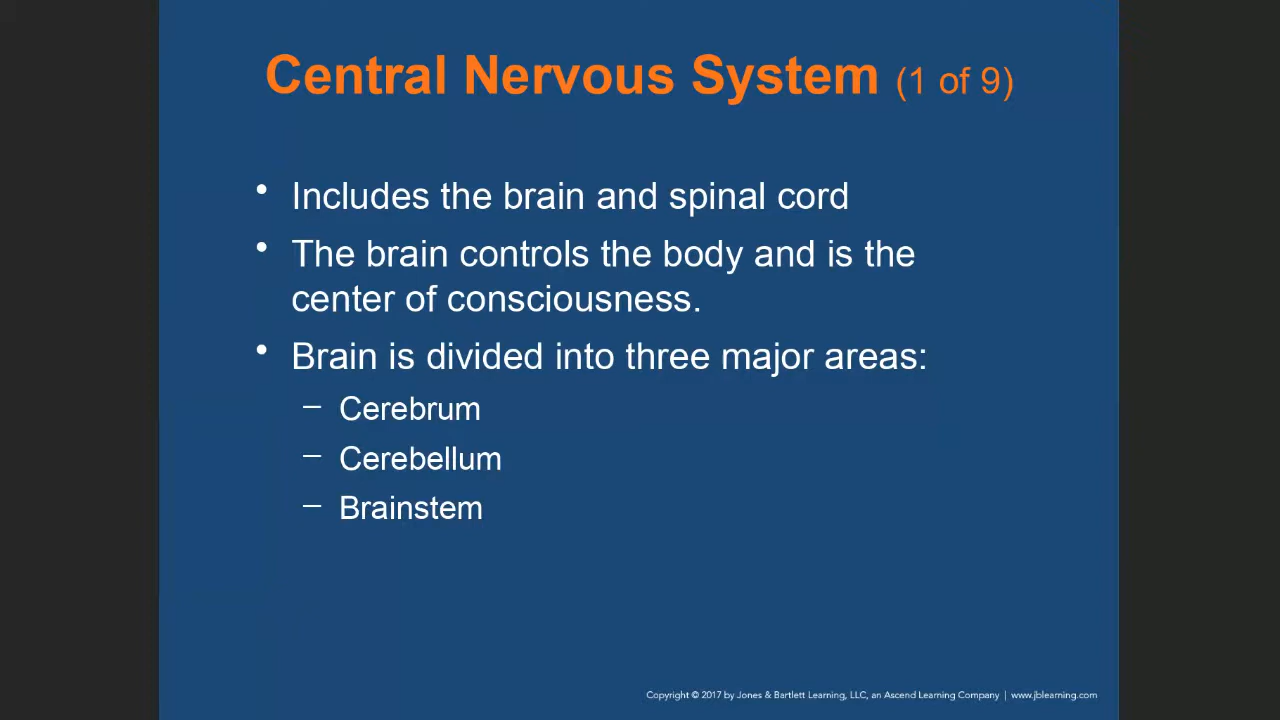 Central Nervous System (1 of 9)
• Includes the brain and spinal cord
• The brain controls the body and is the
center of consciousness.
• Brain is divided into three major areas:
– Cerebrum
– Cerebellum
– Brainstem
Copyright © 2017 by Jones & Bartlett Learning, LLC, an Ascend Learning Company | www.jblearning.com